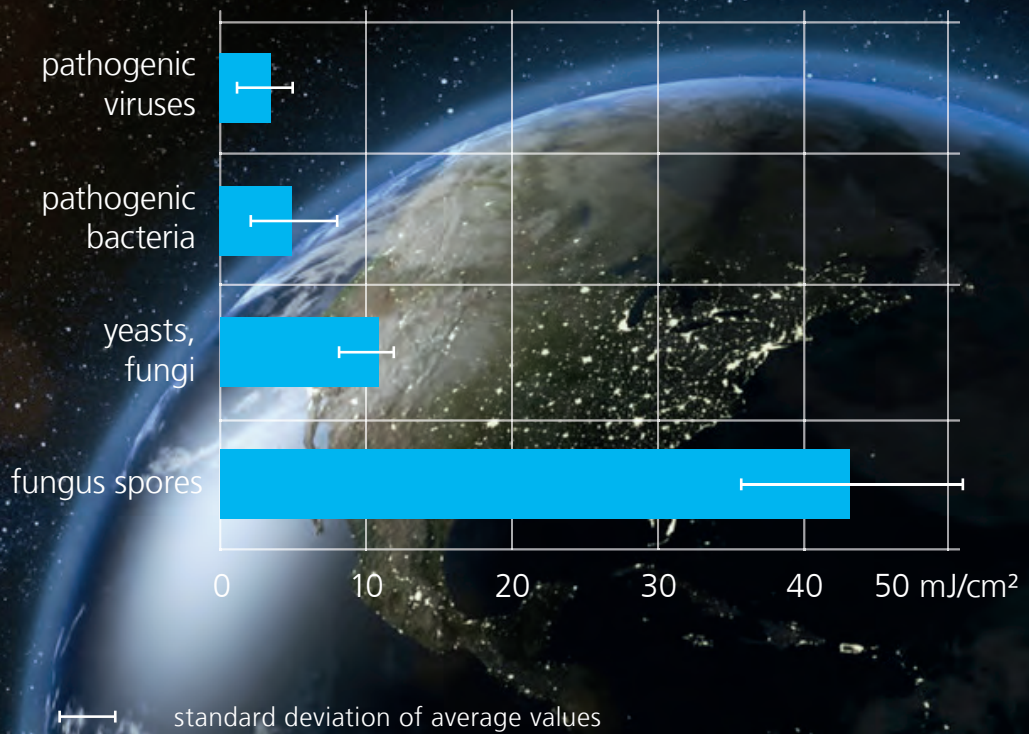 pathogenic
viruses
pathogenic
bacteria
yeasts,
fungi
fungus spores
0 10 20 30 40 50 mJ/cm²
standard deviation of average values